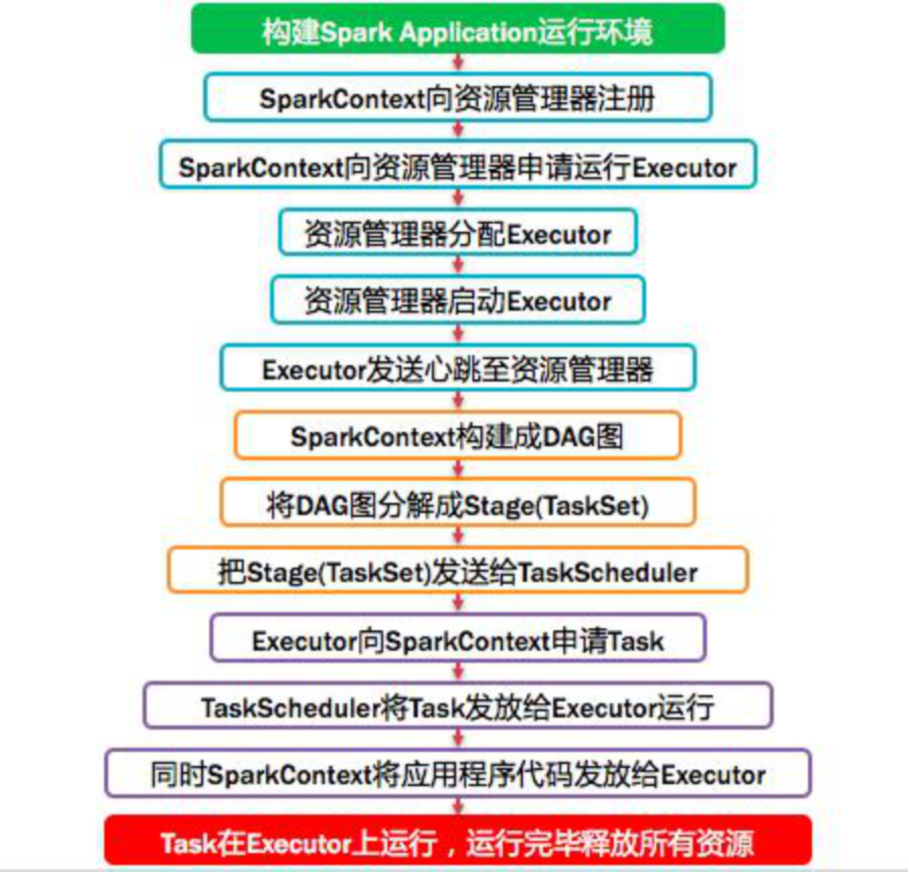 构建Spark Application运行环境
SparkContext向资源管理器注册
SparkContext向资源管理器申请运行Executor
资源管理器分配Executor
资源管理器启动Executor
Executor发送心跳至资源管理器
SparkContext构建成DAG图
将DAG图分解成Stage(TaskSet)
把Stage(TaskSet)发送给TaskScheduler
Executor向SparkContext申请Task
TaskScheduler将Task发放给Executor运行
同时SparkContext将应用程序代码发放给Executor
Task在Executor上运行，运行完毕释放所有资源